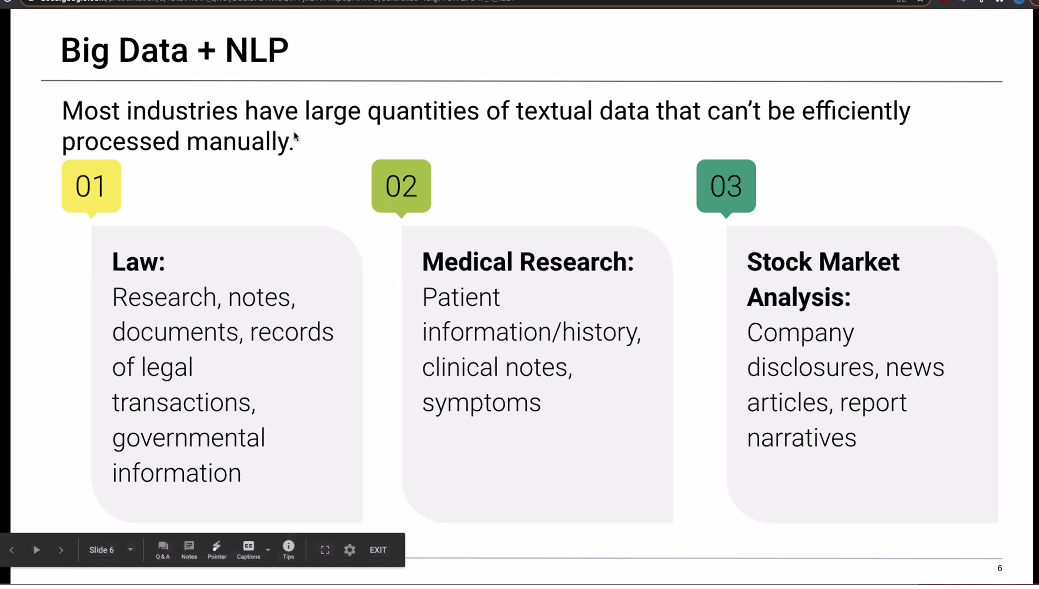 Big Data + NLP
Most industries have large quantities of textual data that can't be efficiently
processed manually.
01
Law:
Research, notes,
documents, records
of legal
transactions,
governmental
information
02
Medical Research:
Patient
information/history,
clinical notes,
symptoms
03
Stock Market
Analysis:
Company
disclosures, news
articles, report
narratives
Slide 6
Q & A
Notes
Pointer
CC
Captions
Tips
EXIT
6